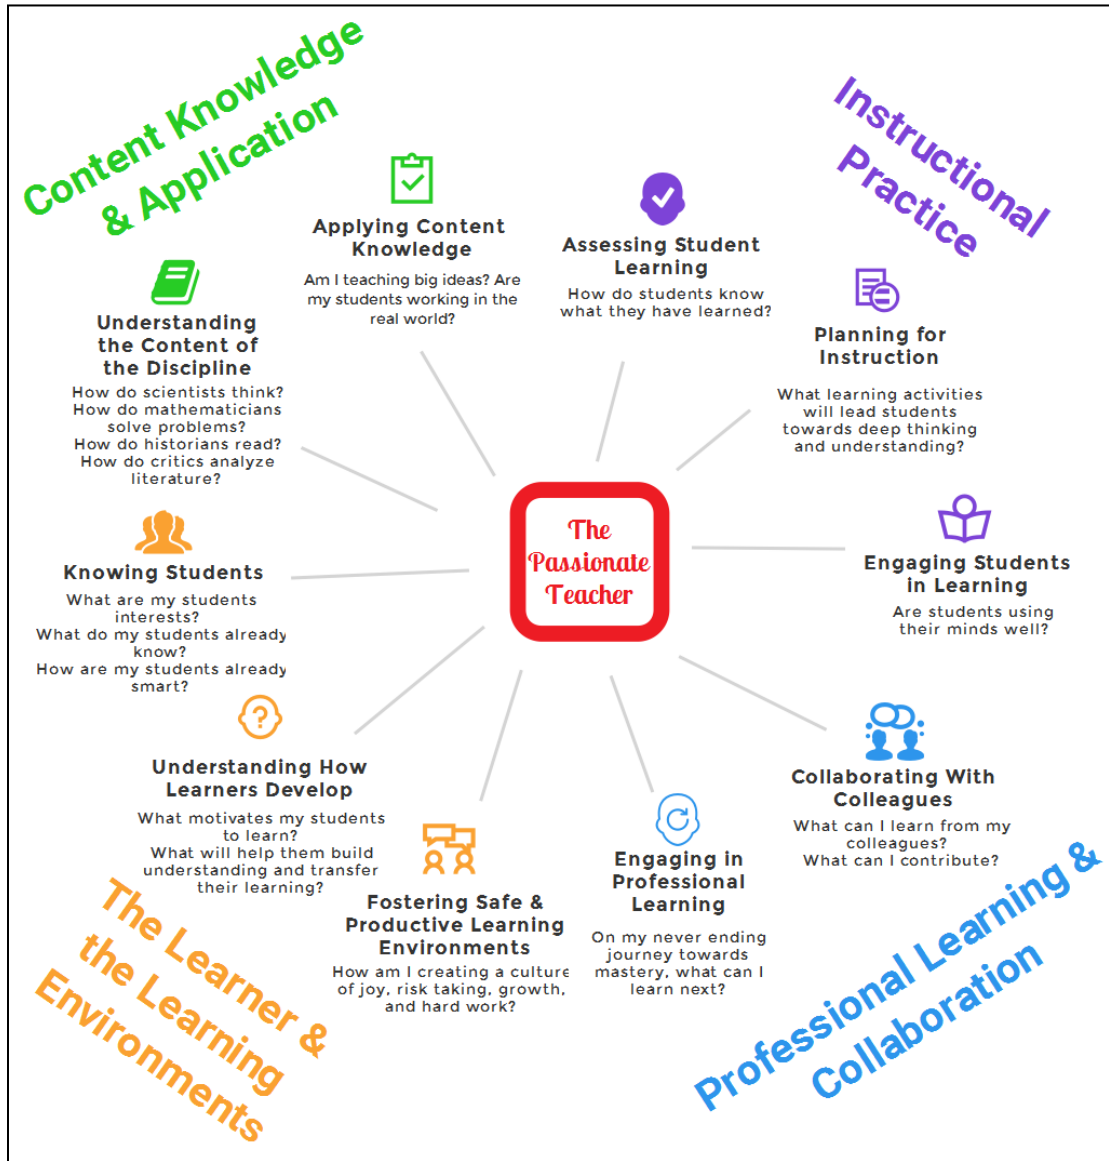 Content Knowledge
& Application
Instructional
Practice
Applying Content
Knowledge
Am I teaching big ideas? Are
my students working in the
real world?
Assessing Student
Learning
How do students know
what they have learned?
Understanding
the Content of
the Discipline
How do scientists think?
How do mathematicians
solve problems?
How do historians read?
How do critics analyze
literature?
Planning for
Instruction
What learning activities
will lead students
towards deep thinking
and understanding?
The
Passionate
Teacher
Knowing Students
What are my students
interests?
What do my students already
know?
How are my students already
smart?
Engaging Students
in Learning
Are students using
their minds well?
Understanding How
Learners Develop
What motivates my students
to learn?
What will help them build
understanding and transfer
their learning?
Collaborating With
Colleagues
What can I learn from my
colleagues?
What can I contribute?
Fostering Safe &
Productive Learning
Environments
How am I creating a culture
of joy, risk taking, growth,
and hard work?
Engaging in
Professional
Learning
On my never ending
journey towards
mastery, what can I
learn next?
The Learner &
the Learning
Environments
Professional Learning &
Collaboration